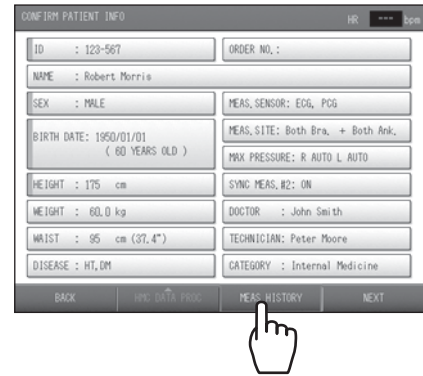 CONFIRM PATIENT INFO HR --- bpm
ID : 123-567
ORDER NO. :
NAME : Robert Morris
SEX : MALE
MEAS. SENSOR: ECG, PCG
BIRTH DATE: 1950/01/01
( 60 YEARS OLD )
MEAS. SITE: Both Bra. + Both Ank.
MAX PRESSURE: R AUTO L AUTO
HEIGHT : 175 cm
SYNC MEAS. #2: ON
WEIGHT : 60.0 kg
DOCTOR : John Smith
WAIST : 95 cm (37.4")
TECHNICIAN: Peter Moore
DISEASE : HT, DM
CATEGORY : Internal Medicine
BACK HMC DATA PROC MEAS HISTORY NEXT